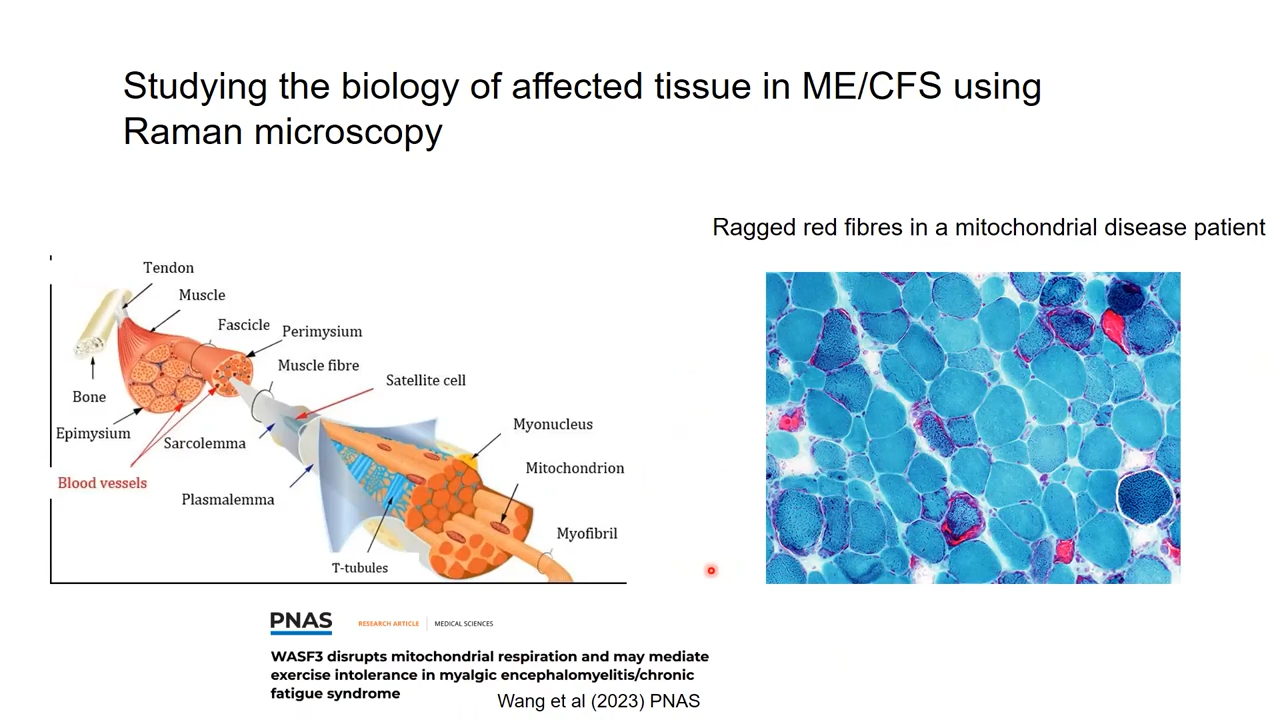 Studying the biology of affected tissue in ME/CFS using
Raman microscopy
Ragged red fibres in a mitochondrial disease patient
Tendon
Muscle
Fascicle
Perimysium
Muscle fibre
Satellite cell
Bone
Epimysium
Sarcolemma
Myonucleus
Mitochondrion
Blood vessels
Plasmalemma
Myofibril
T-tubules
PNAS
RESEARCH ARTICLE | MEDICAL SCIENCES
WASF3 disrupts mitochondrial respiration and may mediate
exercise intolerance in myalgic encephalomyelitis/chronic
fatigue syndrome
Wang et al (2023) PNAS